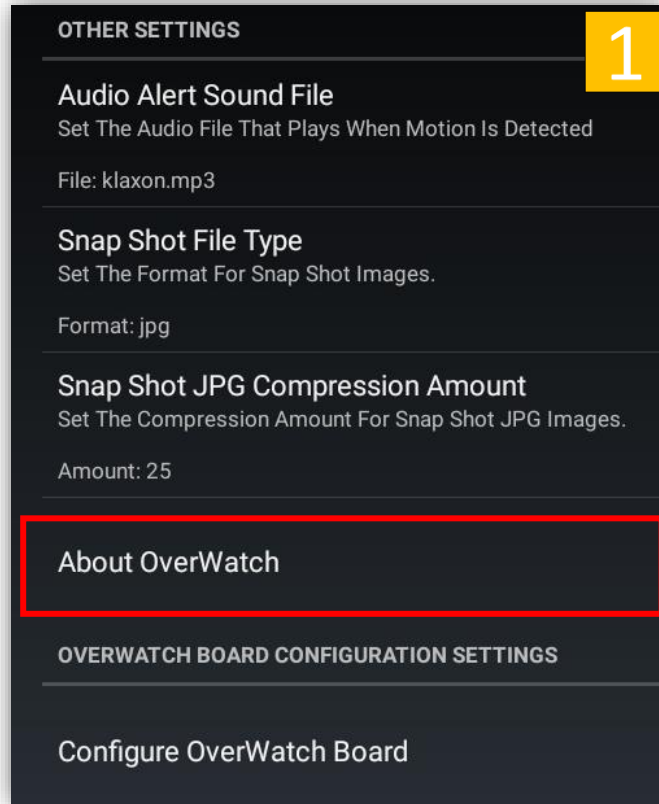 OTHER SETTINGS
1
Audio Alert Sound File
Set The Audio File That Plays When Motion Is Detected
File: klaxon.mp3
Snap Shot File Type
Set The Format For Snap Shot Images.
Format: jpg
Snap Shot JPG Compression Amount
Set The Compression Amount For Snap Shot JPG Images.
Amount: 25
About OverWatch
OVERWATCH BOARD CONFIGURATION SETTINGS
Configure OverWatch Board